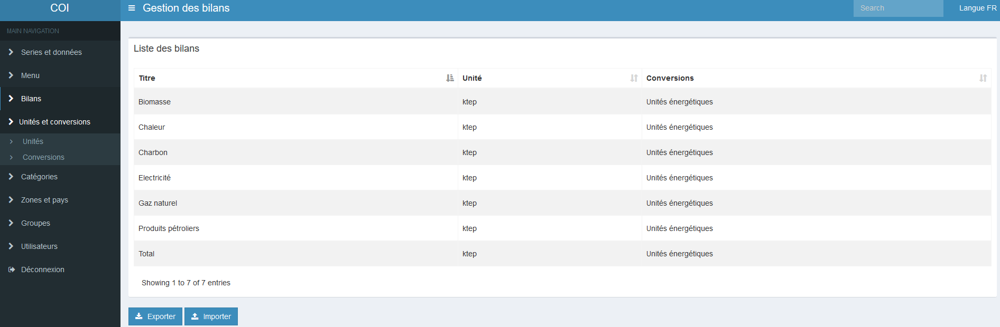 COI
Gestion des bilans
Search
Langue FR
MAIN NAVIGATION
Series et données
Menu
Bilans
Unités et conversions
Unités
Conversions
Catégories
Zones et pays
Groupes
Utilisateurs
Déconnexion
Liste des bilans
Titre Unité Conversions
Biomasse ktep Unités énergétiques
Chaleur ktep Unités énergétiques
Charbon ktep Unités énergétiques
Electricité ktep Unités énergétiques
Gaz naturel ktep Unités énergétiques
Produits pétroliers ktep Unités énergétiques
Total ktep Unités énergétiques
Showing 1 to 7 of 7 entries
Exporter Importer